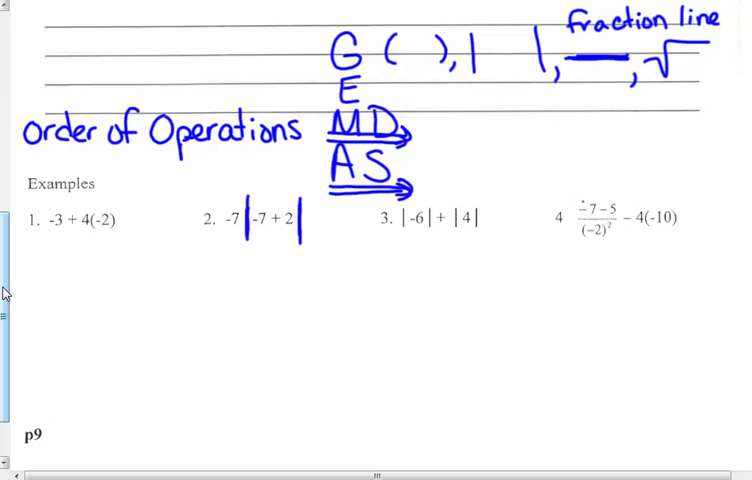 fraction line
G ( ), | |, —, √
E
Order of Operations MD
AS
Examples
1. -3 + 4(-2) 2. -7 |-7 + 2| 3. |-6| + |4| 4 (-7 - 5)/(-2)² - 4(-10)
p9